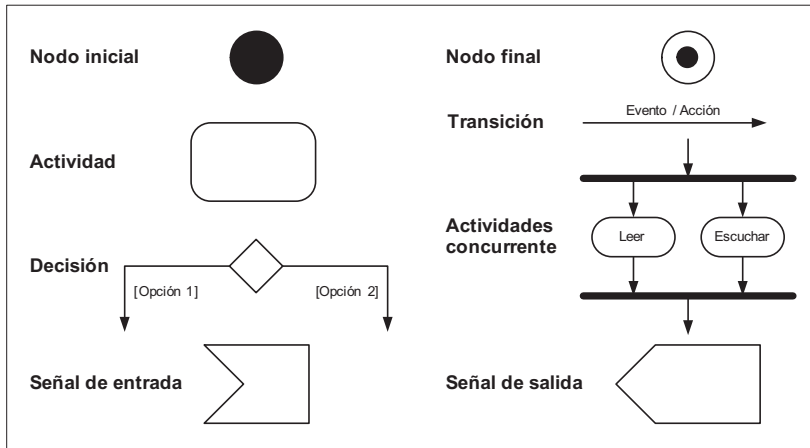 Nodo inicial
Nodo final
Transición
Evento / Acción
Actividad
Actividades
concurrente
Leer
Escuchar
Decisión
[Opción 1]
[Opción 2]
Señal de entrada
Señal de salida